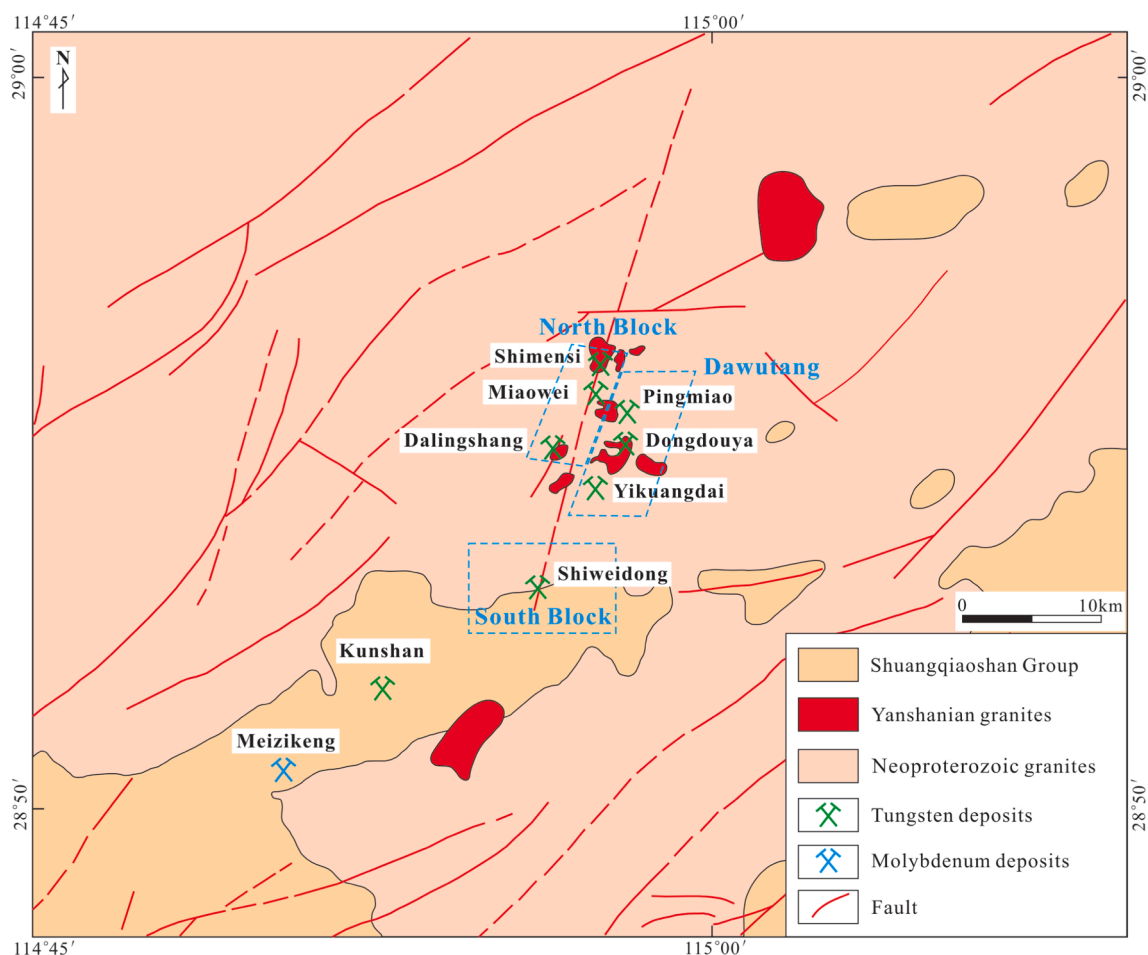 114°45′
115°00′
N
29°00′
29°00′
North Block
Shimensi
Dawutang
Miaowei
Pingmiao
Dalingshang
Dongdouya
Yikuangdai
Shiweidong
South Block
0
10km
Kunshan
Meizikeng
Shuangqiaoshan Group
Yanshanian granites
Neoproterozoic granites
Tungsten deposits
Molybdenum deposits
Fault
28°50′
28°50′
114°45′
115°00′